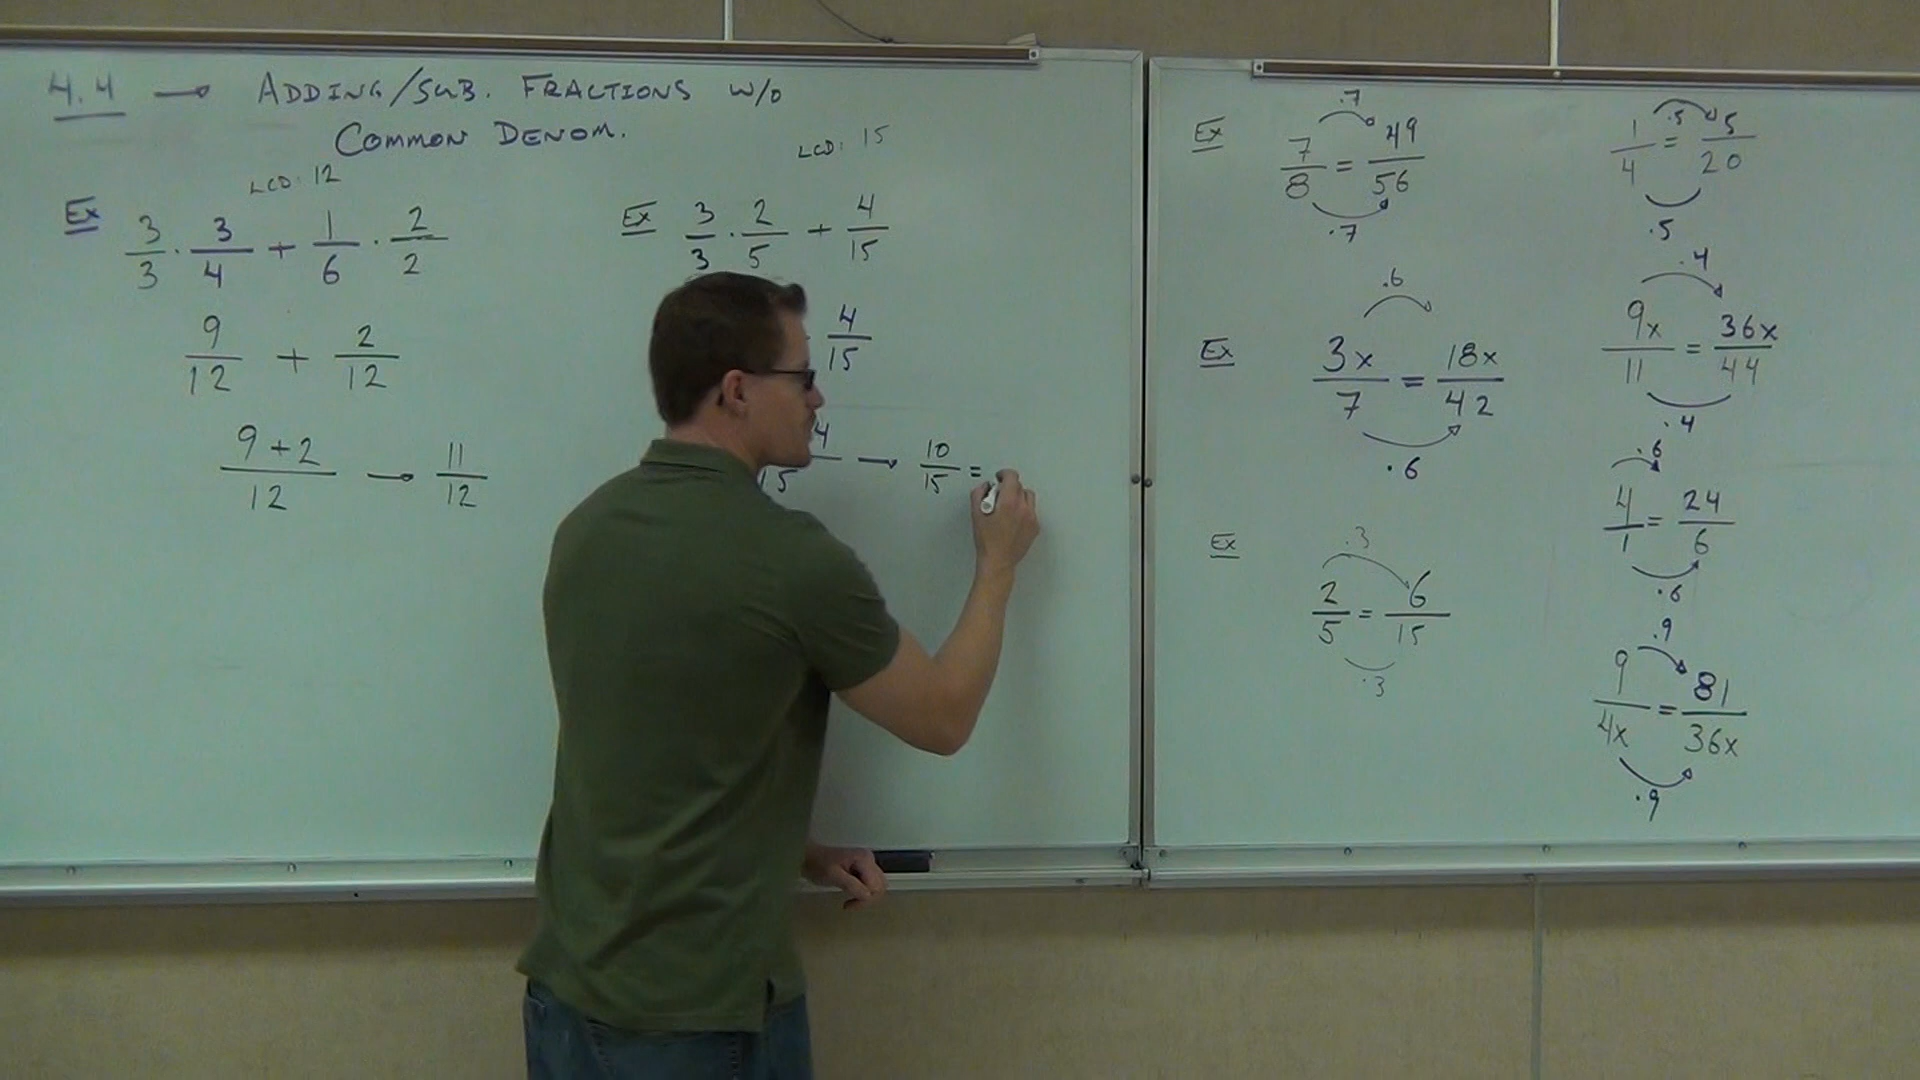 4.4 → ADDING/SUB. FRACTIONS W/O
COMMON DENOM.
LCD: 12
Ex 3/3 · 3/4 + 1/6 · 2/2
9/12 + 2/12
9+2/12 → 11/12
LCD: 15
Ex 3/3 · 2/5 + 4/15
4/15
4/15 → 10/15 =
Ex ·7 7/8 = 49/56 ·7
Ex ·6 3x/7 = 18x/42 ·6
Ex ·3 2/5 = 6/15 ·3
·5 1/4 = 5/20 ·5
·4 9x/11 = 36x/44 ·4
·6 4/1 = 24/6 ·6
·9 9/4x = 81/36x ·9